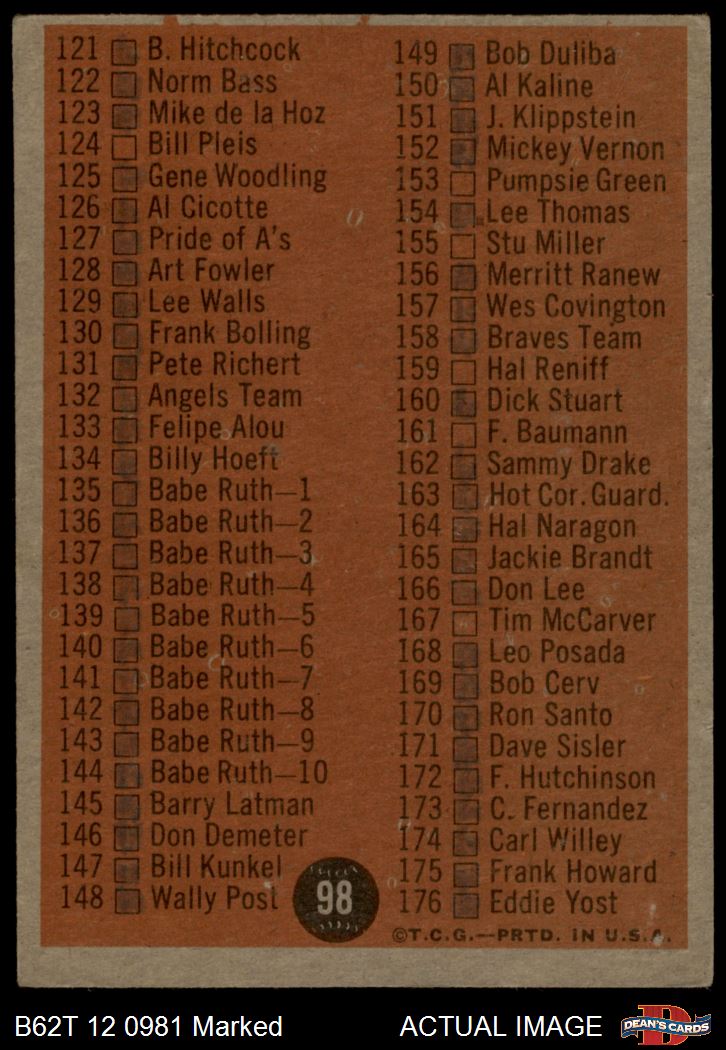 121 B. Hitchcock
122 Norm Bass
123 Mike de la Hoz
124 Bill Pleis
125 Gene Woodling
126 Al Cicotte
127 Pride of A's
128 Art Fowler
129 Lee Walls
130 Frank Bolling
131 Pete Richert
132 Angels Team
133 Felipe Alou
134 Billy Hoeft
135 Babe Ruth—1
136 Babe Ruth—2
137 Babe Ruth—3
138 Babe Ruth—4
139 Babe Ruth—5
140 Babe Ruth—6
141 Babe Ruth—7
142 Babe Ruth—8
143 Babe Ruth—9
144 Babe Ruth—10
145 Barry Latman
146 Don Demeter
147 Bill Kunkel
148 Wally Post
98
149 Bob Duliba
150 Al Kaline
151 J. Klippstein
152 Mickey Vernon
153 Pumpsie Green
154 Lee Thomas
155 Stu Miller
156 Merritt Ranew
157 Wes Covington
158 Braves Team
159 Hal Reniff
160 Dick Stuart
161 F. Baumann
162 Sammy Drake
163 Hot Cor. Guard.
164 Hal Naragon
165 Jackie Brandt
166 Don Lee
167 Tim McCarver
168 Leo Posada
169 Bob Cerv
170 Ron Santo
171 Dave Sisler
172 F. Hutchinson
173 C. Fernandez
174 Carl Willey
175 Frank Howard
176 Eddie Yost
©T.C.G.—PRTD. IN U.S.A.
B62T 12 0981 Marked
ACTUAL IMAGE
D
DEAN'S CARDS